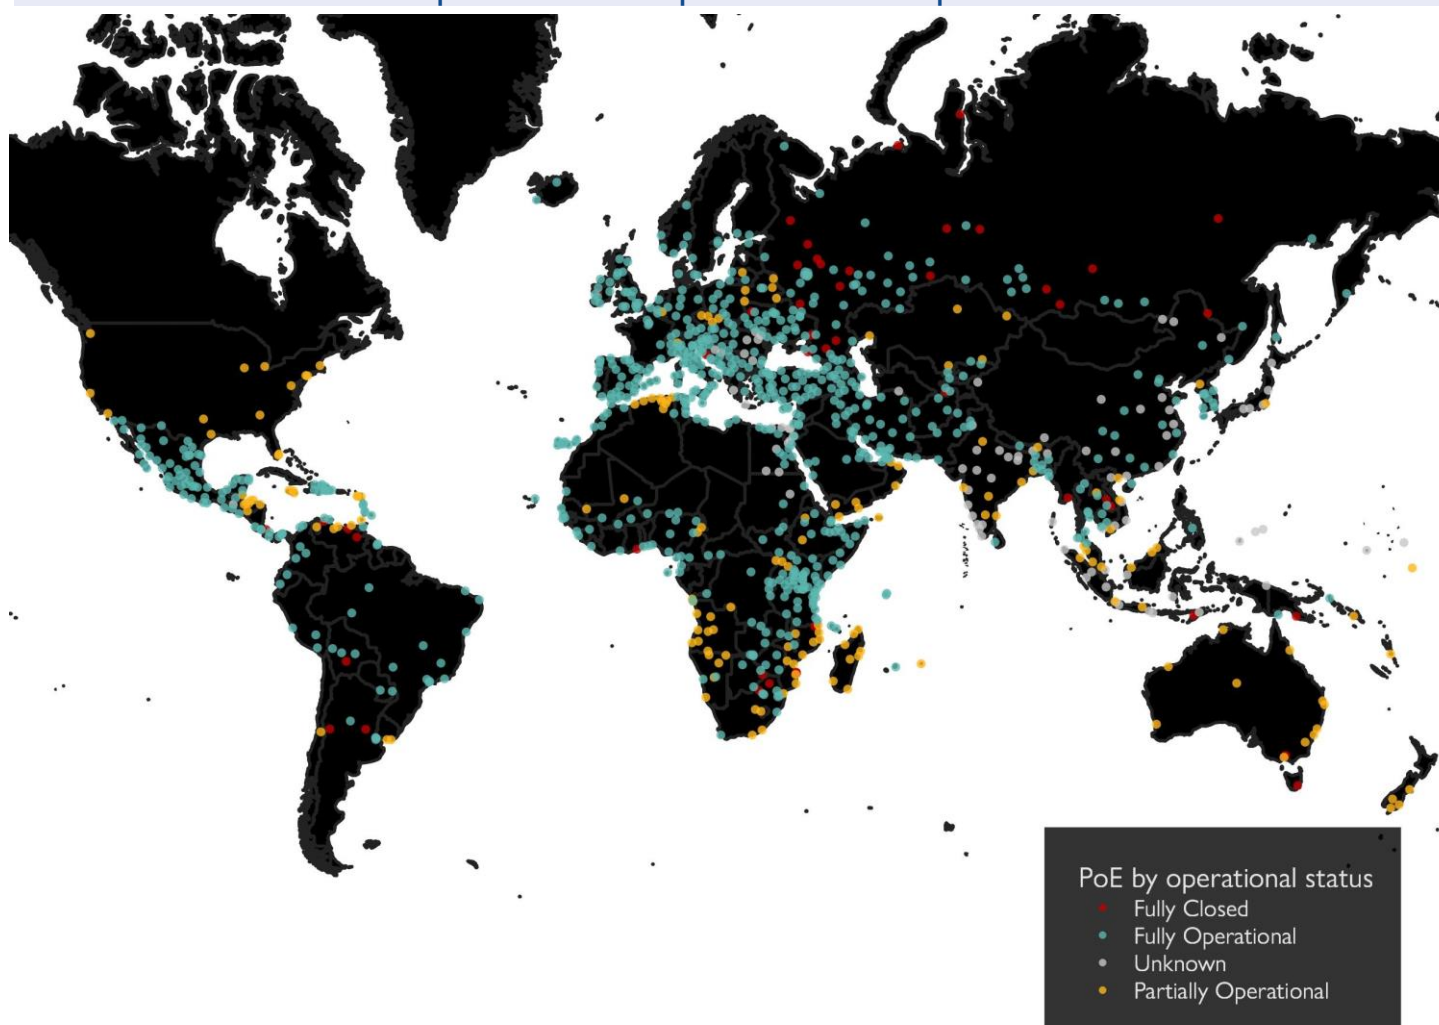 PoE by operational status
Fully Closed
Fully Operational
Unknown
Partially Operational